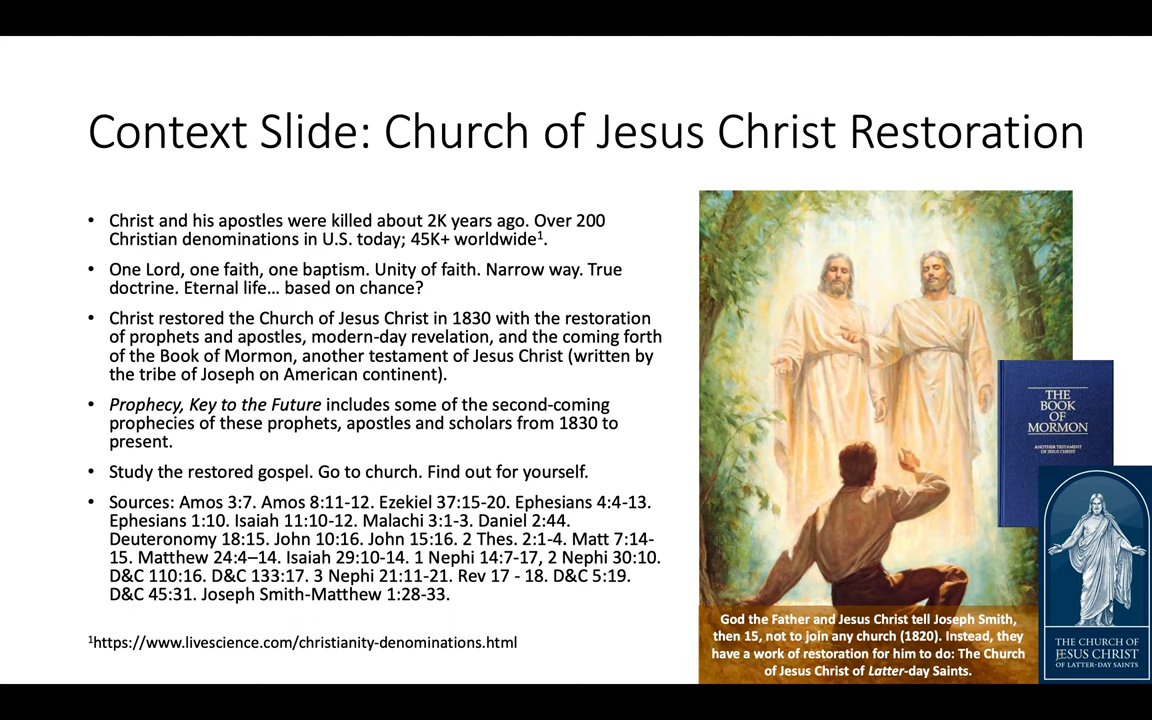 Context Slide: Church of Jesus Christ Restoration
• Christ and his apostles were killed about 2K years ago. Over 200
Christian denominations in U.S. today; 45K+ worldwide¹.
• One Lord, one faith, one baptism. Unity of faith. Narrow way. True
doctrine. Eternal life... based on chance?
• Christ restored the Church of Jesus Christ in 1830 with the restoration
of prophets and apostles, modern-day revelation, and the coming forth
of the Book of Mormon, another testament of Jesus Christ (written by
the tribe of Joseph on American continent).
• Prophecy, Key to the Future includes some of the second-coming
prophecies of these prophets, apostles and scholars from 1830 to
present.
• Study the restored gospel. Go to church. Find out for yourself.
• Sources: Amos 3:7. Amos 8:11-12. Ezekiel 37:15-20. Ephesians 4:4-13.
Ephesians 1:10. Isaiah 11:10-12. Malachi 3:1-3. Daniel 2:44.
Deuteronomy 18:15. John 10:16. John 15:16. 2 Thes. 2:1-4. Matt 7:14-
15. Matthew 24:4–14. Isaiah 29:10-14. 1 Nephi 14:7-17, 2 Nephi 30:10.
D&C 110:16. D&C 133:17. 3 Nephi 21:11-21. Rev 17 - 18. D&C 5:19.
D&C 45:31. Joseph Smith-Matthew 1:28-33.
¹https://www.livescience.com/christianity-denominations.html
THE
BOOK
OF
MORMON
ANOTHER TESTAMENT
OF JESUS CHRIST
God the Father and Jesus Christ tell Joseph Smith,
then 15, not to join any church (1820). Instead, they
have a work of restoration for him to do: The Church
of Jesus Christ of Latter-day Saints.
THE CHURCH OF
JESUS CHRIST
OF LATTER-DAY SAINTS